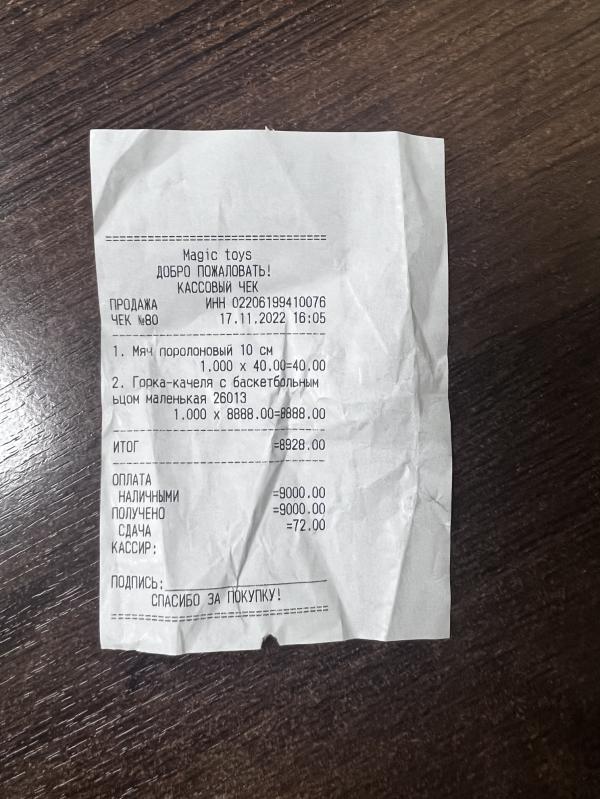 ================================
Magic toys
ДОБРО ПОЖАЛОВАТЬ!
КАССОВЫЙ ЧЕК
ПРОДАЖА ИНН 02206199410076
ЧЕК №80 17.11.2022 16:05
--------------------------------
1. Мяч поролоновый 10 см
1.000 x 40.00=40.00
2. Горка-качеля с баскетбольным
ьцом маленькая 26013
1.000 x 8888.00=8888.00
--------------------------------
ИТОГ =8928.00
--------------------------------
ОПЛАТА
НАЛИЧНЫМИ =9000.00
ПОЛУЧЕНО =9000.00
СДАЧА =72.00
КАССИР:
ПОДПИСЬ:____________________
СПАСИБО ЗА ПОКУПКУ!
================================